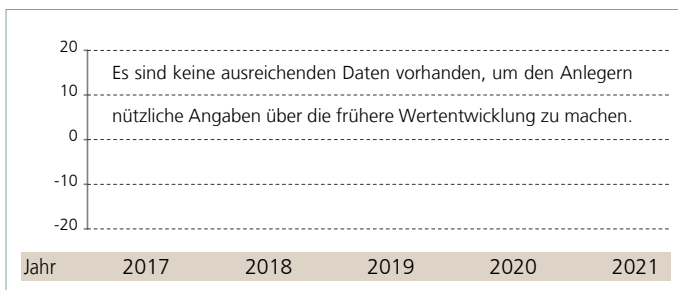 20
Es sind keine ausreichenden Daten vorhanden, um den Anlegern
10
nützliche Angaben über die frühere Wertentwicklung zu machen.
0
-10
-20
Jahr 2017 2018 2019 2020 2021